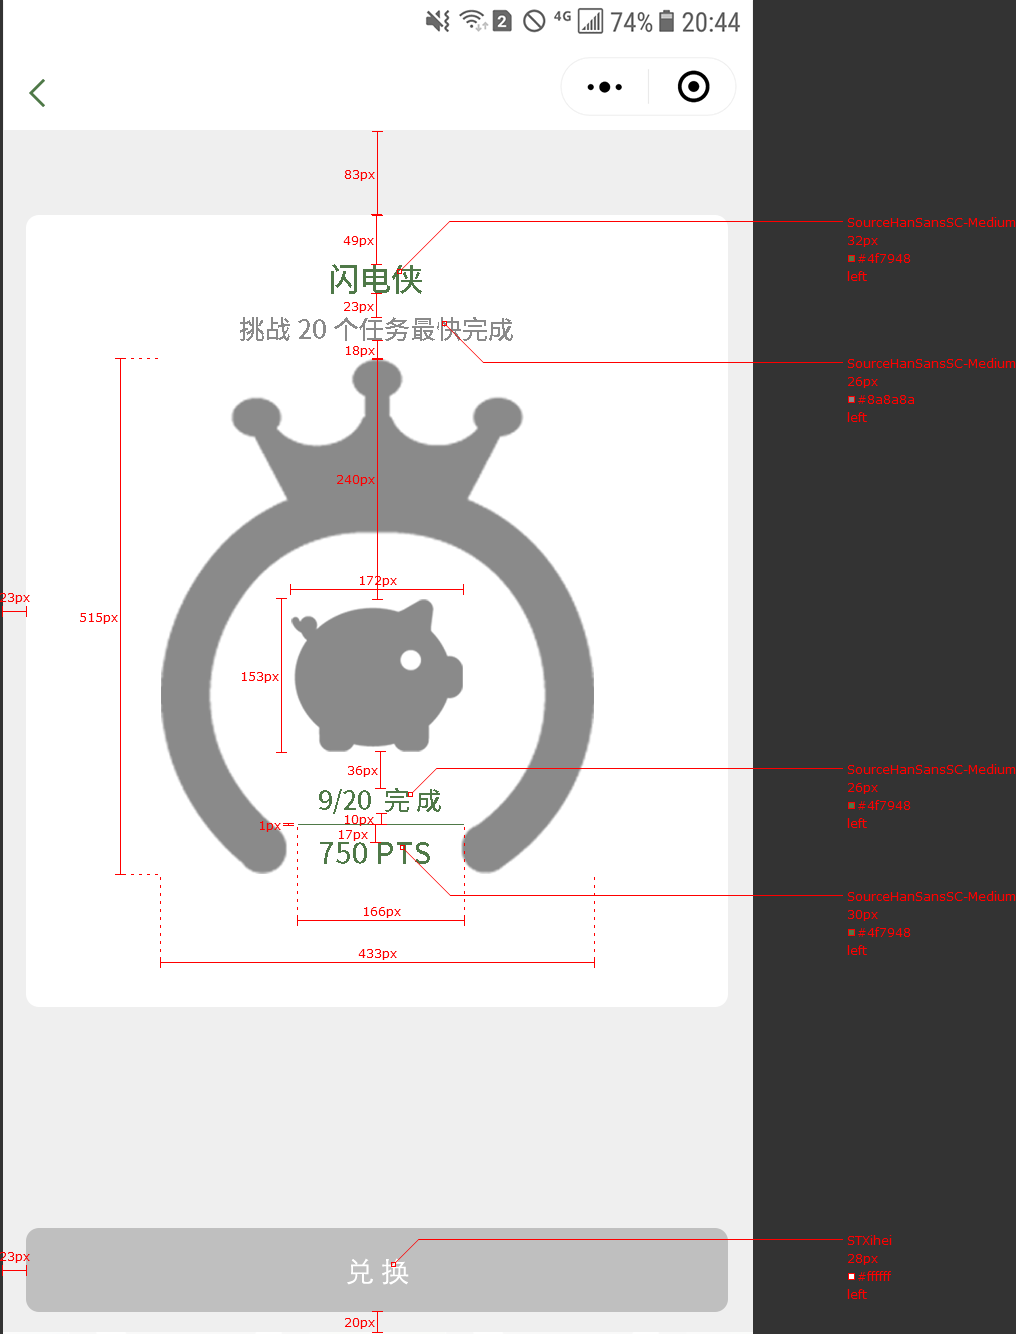 2 4G 74% 20:44
83px
49px
SourceHanSansSC-Medium
32px
#4f7948
left
闪电侠
23px
挑战 20 个任务最快完成
18px
SourceHanSansSC-Medium
26px
#8a8a8a
left
240px
172px
23px
515px
153px
36px
SourceHanSansSC-Medium
26px
#4f7948
left
9/20 完成
10px
1px
17px
750 PTS
SourceHanSansSC-Medium
30px
#4f7948
left
166px
433px
STXihei
28px
#ffffff
left
23px
兑换
20px